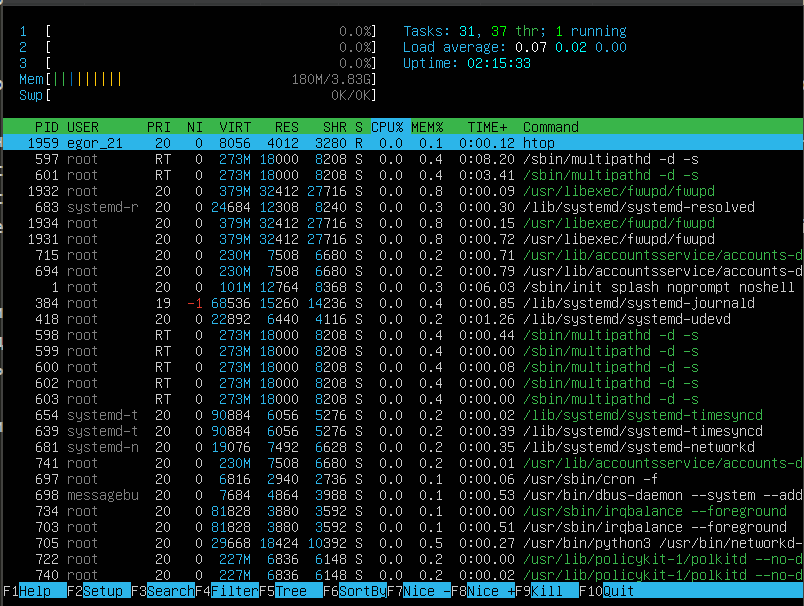 1 [ 0.0%] Tasks: 31, 37 thr; 1 running
2 [ 0.0%] Load average: 0.07 0.02 0.00
3 [ 0.0%] Uptime: 02:15:33
Mem[||||||||| 180M/3.83G]
Swp[ 0K/0K]
PID USER PRI NI VIRT RES SHR S CPU% MEM% TIME+ Command
1959 egor_21 20 0 8056 4012 3280 R 0.0 0.1 0:00.12 htop
597 root RT 0 273M 18000 8208 S 0.0 0.4 0:08.20 /sbin/multipathd -d -s
601 root RT 0 273M 18000 8208 S 0.0 0.4 0:03.41 /sbin/multipathd -d -s
1932 root 20 0 379M 32412 27716 S 0.0 0.8 0:00.09 /usr/libexec/fwupd/fwupd
683 systemd-r 20 0 24684 12308 8240 S 0.0 0.3 0:00.30 /lib/systemd/systemd-resolved
1934 root 20 0 379M 32412 27716 S 0.0 0.8 0:00.15 /usr/libexec/fwupd/fwupd
1931 root 20 0 379M 32412 27716 S 0.0 0.8 0:00.72 /usr/libexec/fwupd/fwupd
715 root 20 0 230M 7508 6680 S 0.0 0.2 0:00.71 /usr/lib/accountsservice/accounts-d
694 root 20 0 230M 7508 6680 S 0.0 0.2 0:00.79 /usr/lib/accountsservice/accounts-d
1 root 20 0 101M 12764 8368 S 0.0 0.3 0:06.03 /sbin/init splash noprompt noshell
384 root 19 -1 68536 15260 14236 S 0.0 0.4 0:00.85 /lib/systemd/systemd-journald
418 root 20 0 22892 6440 4116 S 0.0 0.2 0:01.26 /lib/systemd/systemd-udevd
598 root RT 0 273M 18000 8208 S 0.0 0.4 0:00.44 /sbin/multipathd -d -s
599 root RT 0 273M 18000 8208 S 0.0 0.4 0:00.00 /sbin/multipathd -d -s
600 root RT 0 273M 18000 8208 S 0.0 0.4 0:00.00 /sbin/multipathd -d -s
602 root RT 0 273M 18000 8208 S 0.0 0.4 0:00.00 /sbin/multipathd -d -s
603 root RT 0 273M 18000 8208 S 0.0 0.4 0:00.00 /sbin/multipathd -d -s
654 systemd-t 20 0 90884 6056 5276 S 0.0 0.2 0:00.02 /lib/systemd/systemd-timesyncd
639 systemd-t 20 0 90884 6056 5276 S 0.0 0.2 0:00.39 /lib/systemd/systemd-timesyncd
681 systemd-n 20 0 19076 7492 6628 S 0.0 0.2 0:00.35 /lib/systemd/systemd-networkd
741 root 20 0 230M 7508 6680 S 0.0 0.2 0:00.01 /usr/lib/accountsservice/accounts-d
697 root 20 0 6816 2940 2736 S 0.0 0.1 0:00.06 /usr/sbin/cron -f
698 messagebu 20 0 7684 4864 3988 S 0.0 0.1 0:00.53 /usr/bin/dbus-daemon --system --add
734 root 20 0 81828 3880 3592 S 0.0 0.1 0:00.00 /usr/sbin/irqbalance --foreground
703 root 20 0 81828 3880 3592 S 0.0 0.1 0:00.51 /usr/sbin/irqbalance --foreground
705 root 20 0 29668 18424 10392 S 0.0 0.5 0:00.27 /usr/bin/python3 /usr/bin/networkd-
722 root 20 0 227M 6836 6148 S 0.0 0.2 0:00.00 /usr/lib/policykit-1/polkitd --no-d
740 root 20 0 227M 6836 6148 S 0.0 0.2 0:00.02 /usr/lib/policykit-1/polkitd --no-d
F1Help F2Setup F3SearchF4FilterF5Tree F6SortByF7Nice -F8Nice +F9Kill F10Quit